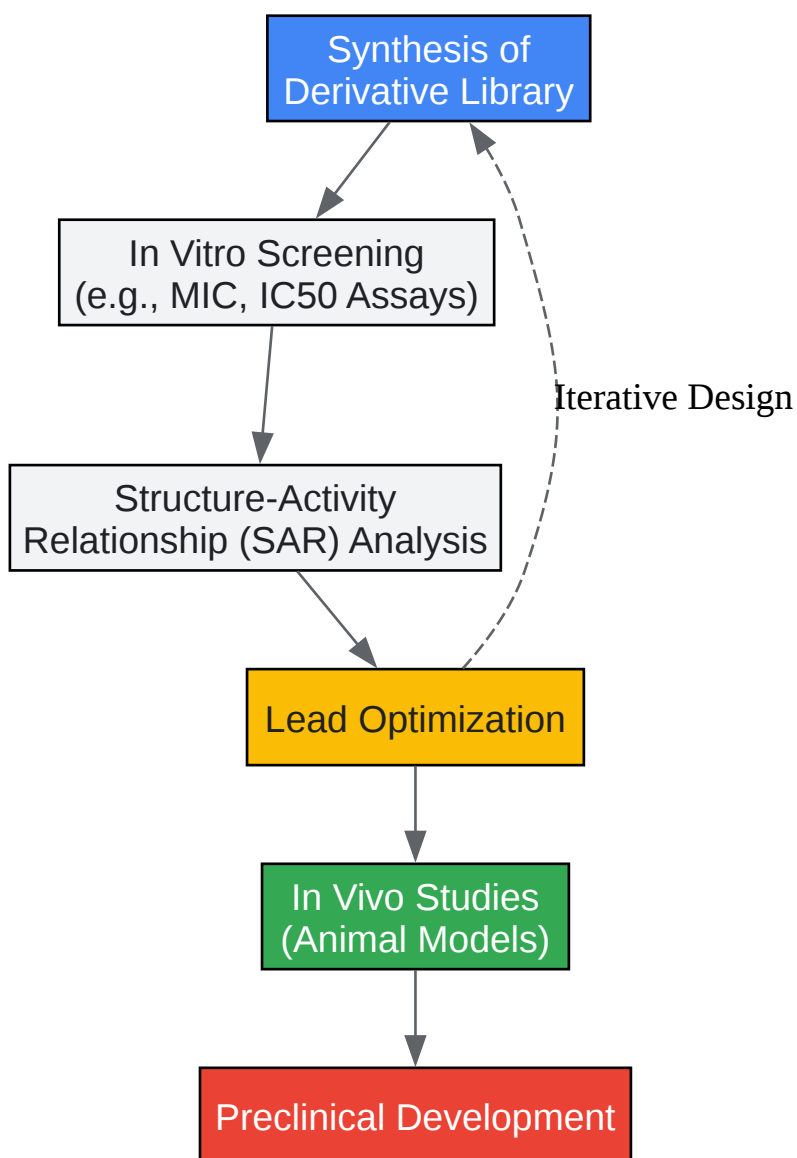 Synthesis of
Derivative Library
In Vitro Screening
(e.g., MIC, IC50 Assays)
Iterative Design
Structure-Activity
Relationship (SAR) Analysis
Lead Optimization
In Vivo Studies
(Animal Models)
Preclinical Development